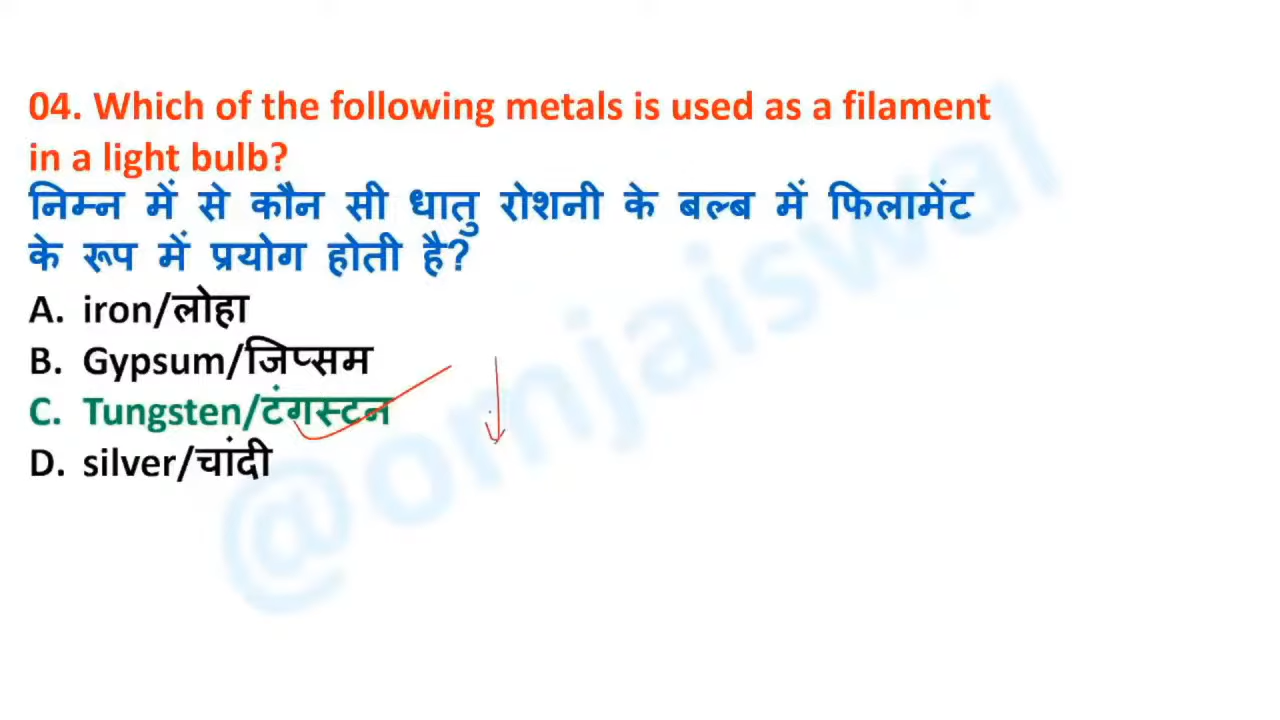 04. Which of the following metals is used as a filament
in a light bulb?
निम्न में से कौन सी धातु रोशनी के बल्ब में फिलामेंट
के रूप में प्रयोग होती है?
A. iron/लोहा
B. Gypsum/जिप्सम
C. Tungsten/टंगस्टन
D. silver/चांदी
@omjaiswal